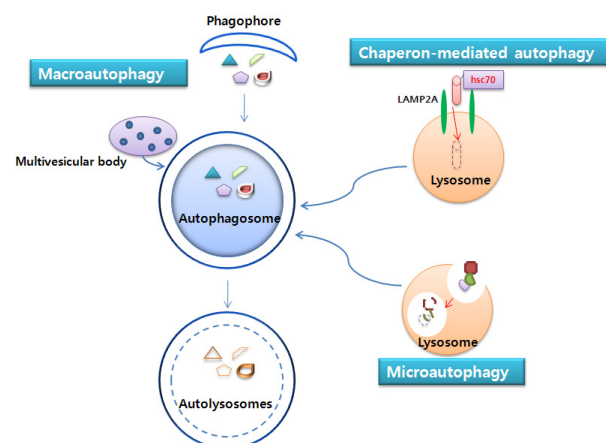 Phagophore
Macroautophagy
Chaperon-mediated autophagy
hsc70
LAMP2A
Multivesicular body
Lysosome
Autophagosome
Lysosome
Microautophagy
Autolysosomes